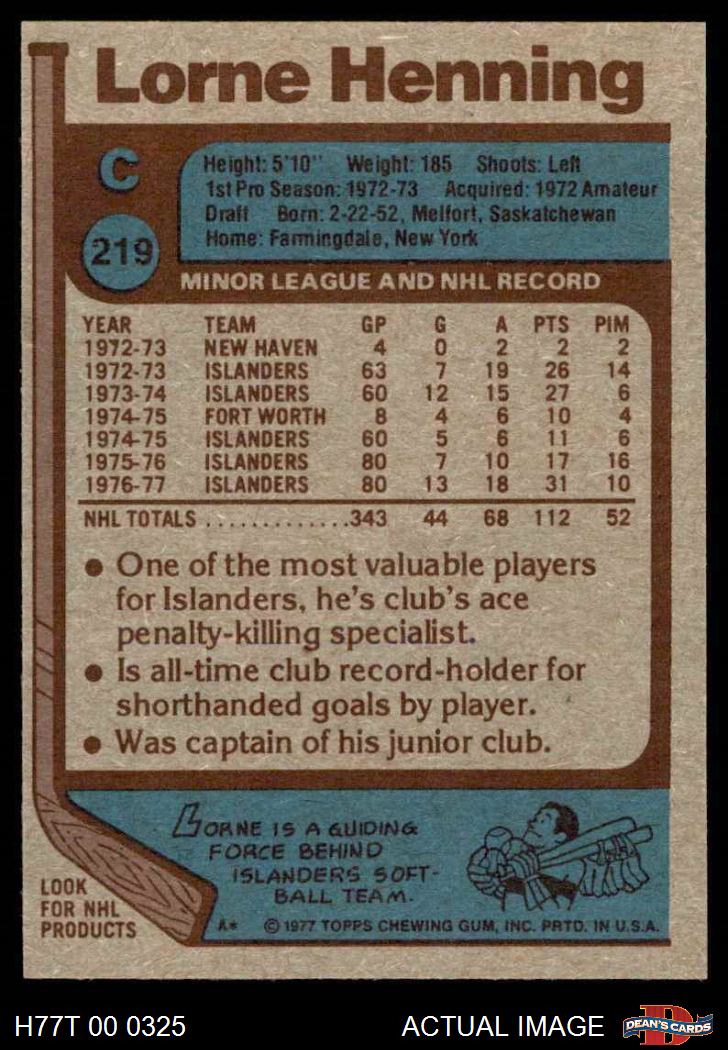 Lorne Henning
C
219
Height: 5'10" Weight: 185 Shoots: Left
1st Pro Season: 1972-73 Acquired: 1972 Amateur
Draft Born: 2-22-52, Melfort, Saskatchewan
Home: Farmingdale, New York
MINOR LEAGUE AND NHL RECORD
YEAR TEAM GP G A PTS PIM
1972-73 NEW HAVEN 4 0 2 2 2
1972-73 ISLANDERS 63 7 19 26 14
1973-74 ISLANDERS 60 12 15 27 6
1974-75 FORT WORTH 8 4 6 10 4
1974-75 ISLANDERS 60 5 6 11 6
1975-76 ISLANDERS 80 7 10 17 16
1976-77 ISLANDERS 80 13 18 31 10
NHL TOTALS .............343 44 68 112 52
● One of the most valuable players
for Islanders, he's club's ace
penalty-killing specialist.
● Is all-time club record-holder for
shorthanded goals by player.
● Was captain of his junior club.
LORNE IS A GUIDING
FORCE BEHIND
ISLANDERS SOFT-
BALL TEAM.
LOOK
FOR NHL
PRODUCTS
A* © 1977 TOPPS CHEWING GUM, INC. PRTD. IN U.S.A.
H77T 00 0325 ACTUAL IMAGE
D
DEAN'S CARDS